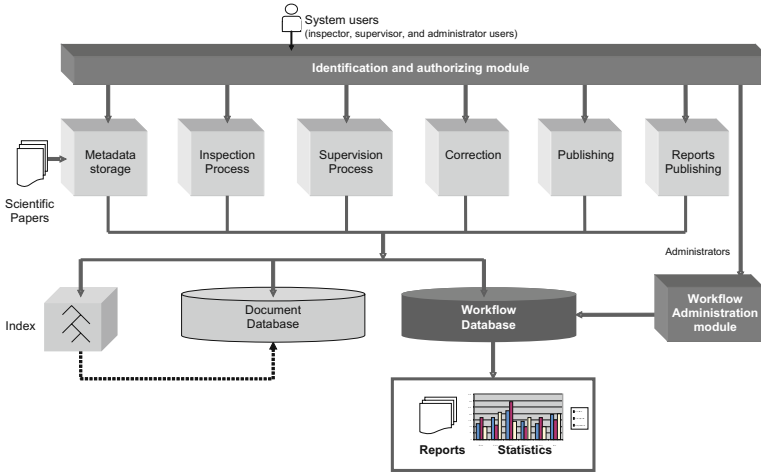 System users
(inspector, supervisor, and administrator users)
Identification and authorizing module
Metadata
storage
Inspection
Process
Supervision
Process
Correction
Publishing
Reports
Publishing
Scientific
Papers
Administrators
Index
Document
Database
Workflow
Database
Workflow
Administration
module
Reports
Statistics